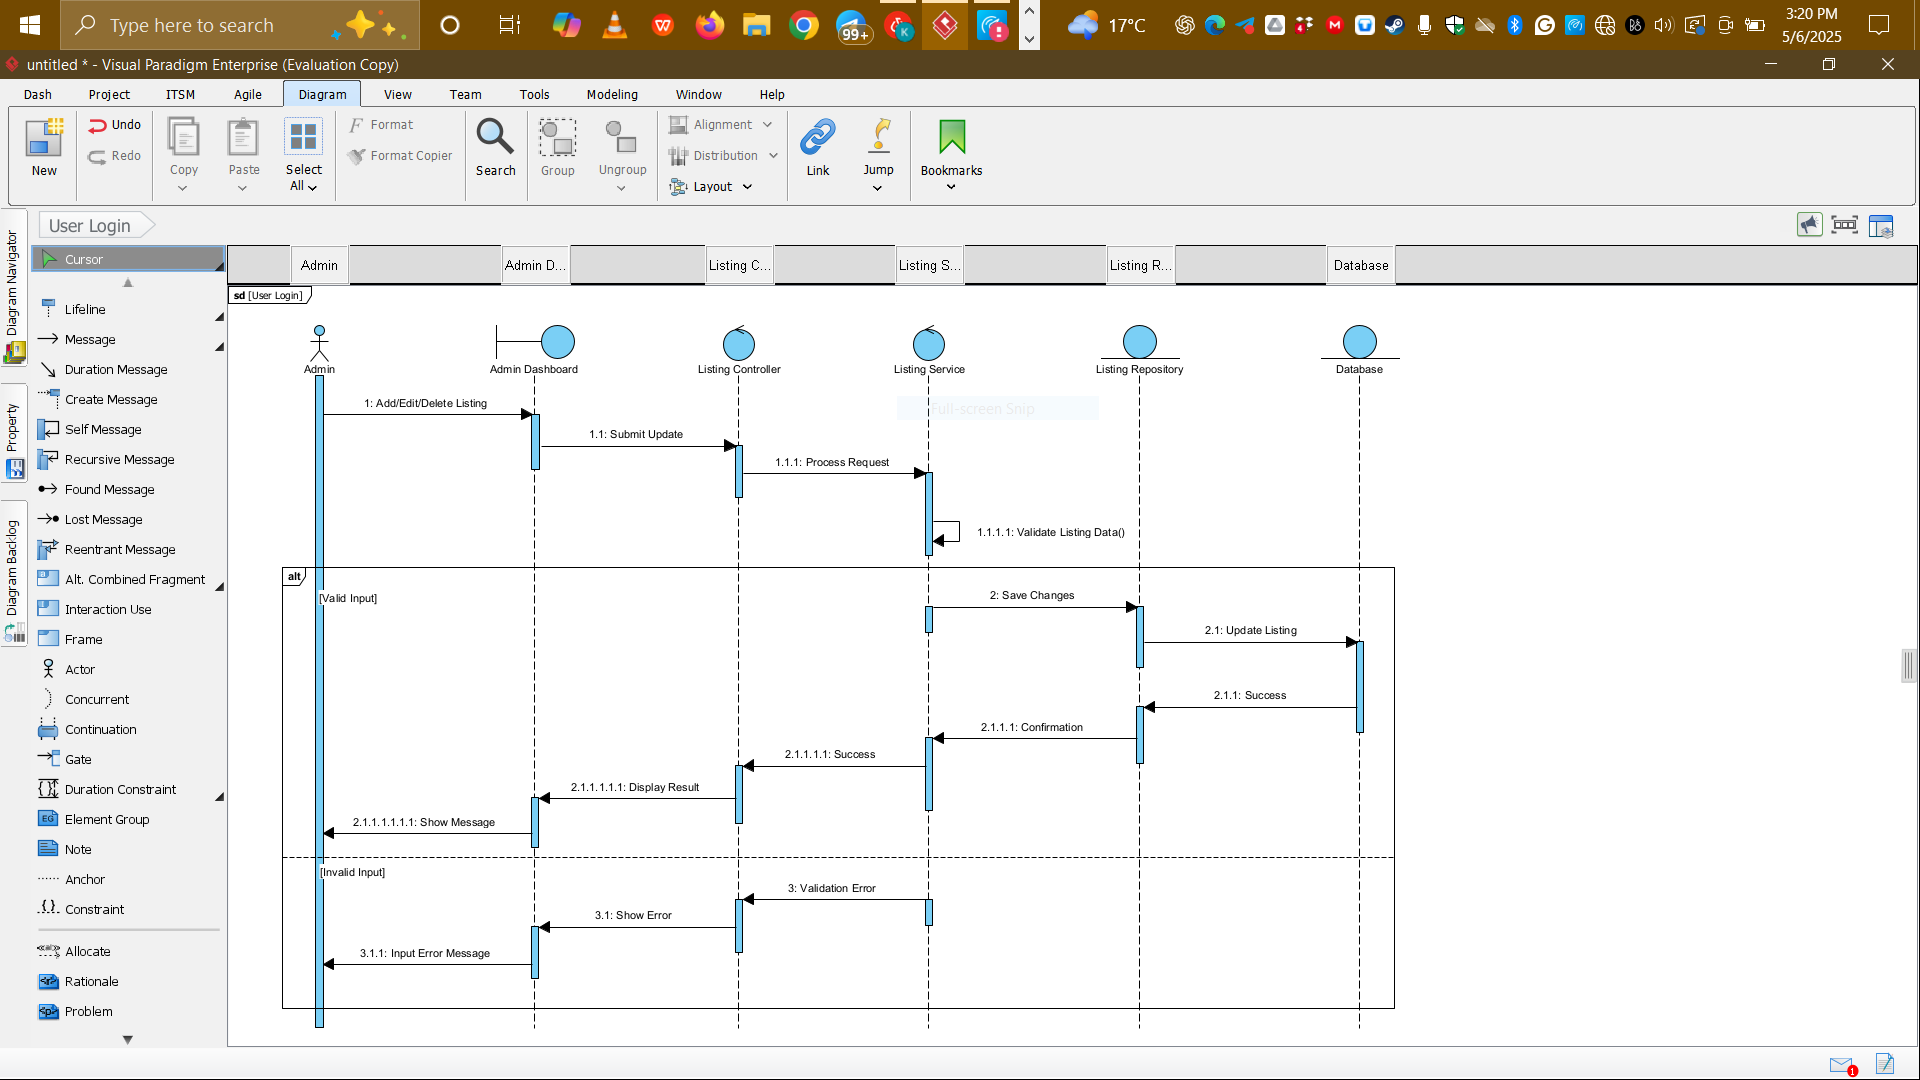 Type here to search
99+
17°C
3:20 PM
5/6/2025
untitled * - Visual Paradigm Enterprise (Evaluation Copy)
Dash
Project
ITSM
Agile
Diagram
View
Team
Tools
Modeling
Window
Help
New
Undo
Redo
Copy
Paste
Select
All
Format
Format Copier
Search
Group
Ungroup
Alignment
Distribution
Layout
Link
Jump
Bookmarks
Diagram Navigator
Property
Diagram Backlog
User Login
Cursor
Lifeline
Message
Duration Message
Create Message
Self Message
Recursive Message
Found Message
Lost Message
Reentrant Message
Alt. Combined Fragment
Interaction Use
Frame
Actor
Concurrent
Continuation
Gate
Duration Constraint
Element Group
Note
Anchor
Constraint
Allocate
Rationale
Problem
Admin
Admin D...
Listing C...
Listing S...
Listing R...
Database
sd [User Login]
Admin
Admin Dashboard
Listing Controller
Listing Service
Listing Repository
Database
1: Add/Edit/Delete Listing
Full-screen Snip
1.1: Submit Update
1.1.1: Process Request
1.1.1.1: Validate Listing Data()
alt
[Valid Input]
2: Save Changes
2.1: Update Listing
2.1.1: Success
2.1.1.1: Confirmation
2.1.1.1.1: Success
2.1.1.1.1.1: Display Result
2.1.1.1.1.1.1: Show Message
[Invalid Input]
3: Validation Error
3.1: Show Error
3.1.1: Input Error Message
1